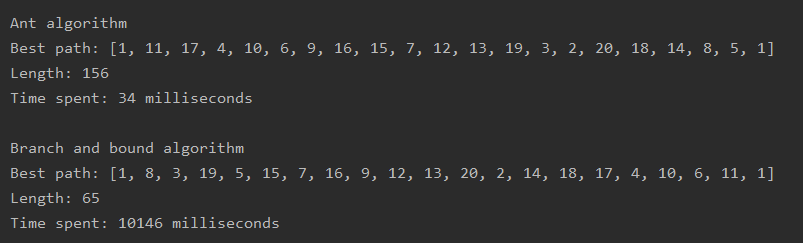 Ant algorithm
Best path: [1, 11, 17, 4, 10, 6, 9, 16, 15, 7, 12, 13, 19, 3, 2, 20, 18, 14, 8, 5, 1]
Length: 156
Time spent: 34 milliseconds
Branch and bound algorithm
Best path: [1, 8, 3, 19, 5, 15, 7, 16, 9, 12, 13, 20, 2, 14, 18, 17, 4, 10, 6, 11, 1]
Length: 65
Time spent: 10146 milliseconds